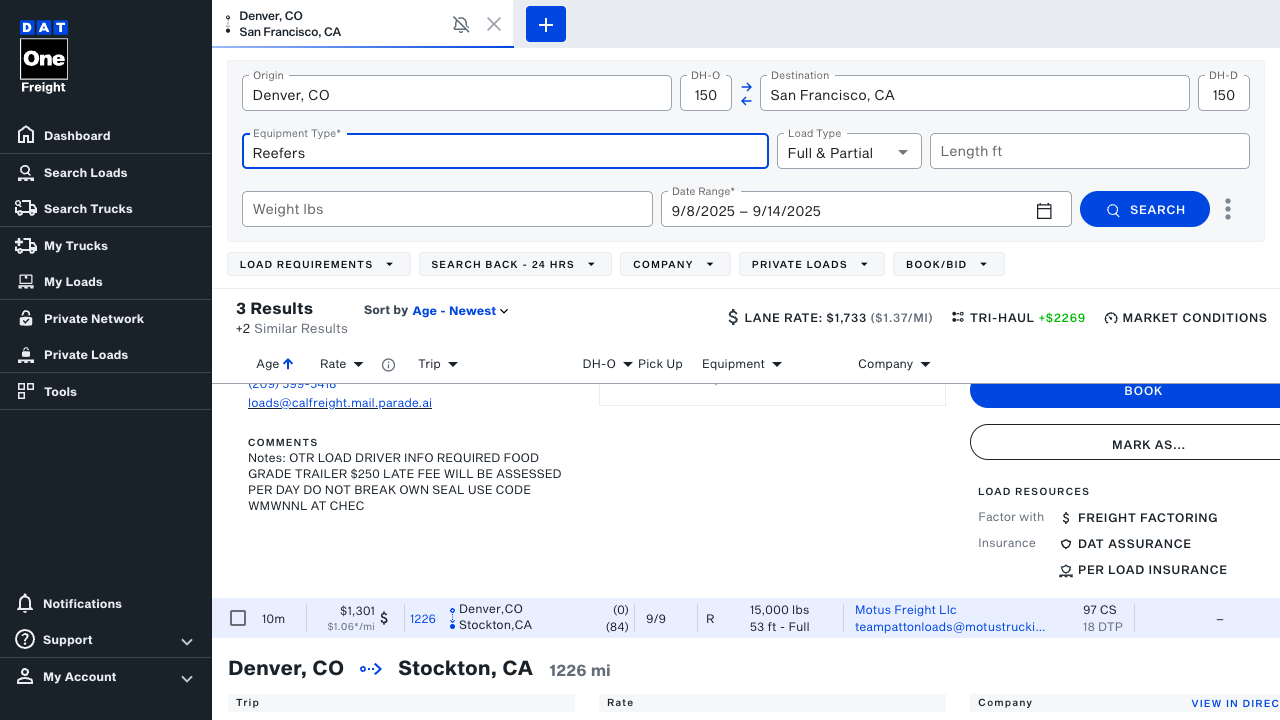 DAT
One
Freight
Dashboard
Search Loads
Search Trucks
My Trucks
My Loads
Private Network
Private Loads
Tools
Notifications
Support
My Account
Denver, CO
San Francisco, CA
Origin
Denver, CO
DH-O
150
Destination
San Francisco, CA
DH-D
150
Equipment Type*
Reefers
Load Type
Full & Partial
Length ft
Weight lbs
Date Range*
9/8/2025 – 9/14/2025
SEARCH
LOAD REQUIREMENTS
SEARCH BACK - 24 HRS
COMPANY
PRIVATE LOADS
BOOK/BID
3 Results
+2 Similar Results
Sort by Age - Newest
LANE RATE: $1,733 ($1.37/MI)
TRI-HAUL +$2269
MARKET CONDITIONS
Age Rate Trip DH-O Pick Up Equipment Company
(209) 399-5418
loads@calfreight.mail.parade.ai
COMMENTS
Notes: OTR LOAD DRIVER INFO REQUIRED FOOD
GRADE TRAILER $250 LATE FEE WILL BE ASSESSED
PER DAY DO NOT BREAK OWN SEAL USE CODE
WMWNNL AT CHEC
BOOK
MARK AS...
LOAD RESOURCES
Factor with $ FREIGHT FACTORING
Insurance DAT ASSURANCE
PER LOAD INSURANCE
10m
$1,301
$1.06*/mi
$
1226
Denver,CO
Stockton,CA
(0)
(84)
9/9
R
15,000 lbs
53 ft - Full
Motus Freight Llc
teampattonloads@motustrucki...
97 CS
18 DTP
–
Denver, CO Stockton, CA 1226 mi
Trip
Rate
Company
VIEW IN DIREC